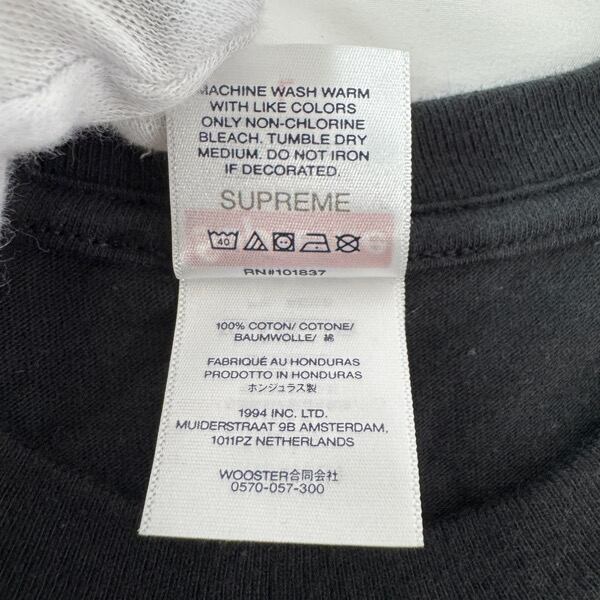 MACHINE WASH WARM
WITH LIKE COLORS
ONLY NON-CHLORINE
BLEACH. TUMBLE DRY
MEDIUM. DO NOT IRON
IF DECORATED.
SUPREME
40
RN#101837
100% COTON/ COTONE/
BAUMWOLLE/ 綿
FABRIQUÉ AU HONDURAS
PRODOTTO IN HONDURAS
ホンジュラス製
1994 INC. LTD.
MUIDERSTRAAT 9B AMSTERDAM,
1011PZ NETHERLANDS
WOOSTER合同会社
0570-057-300